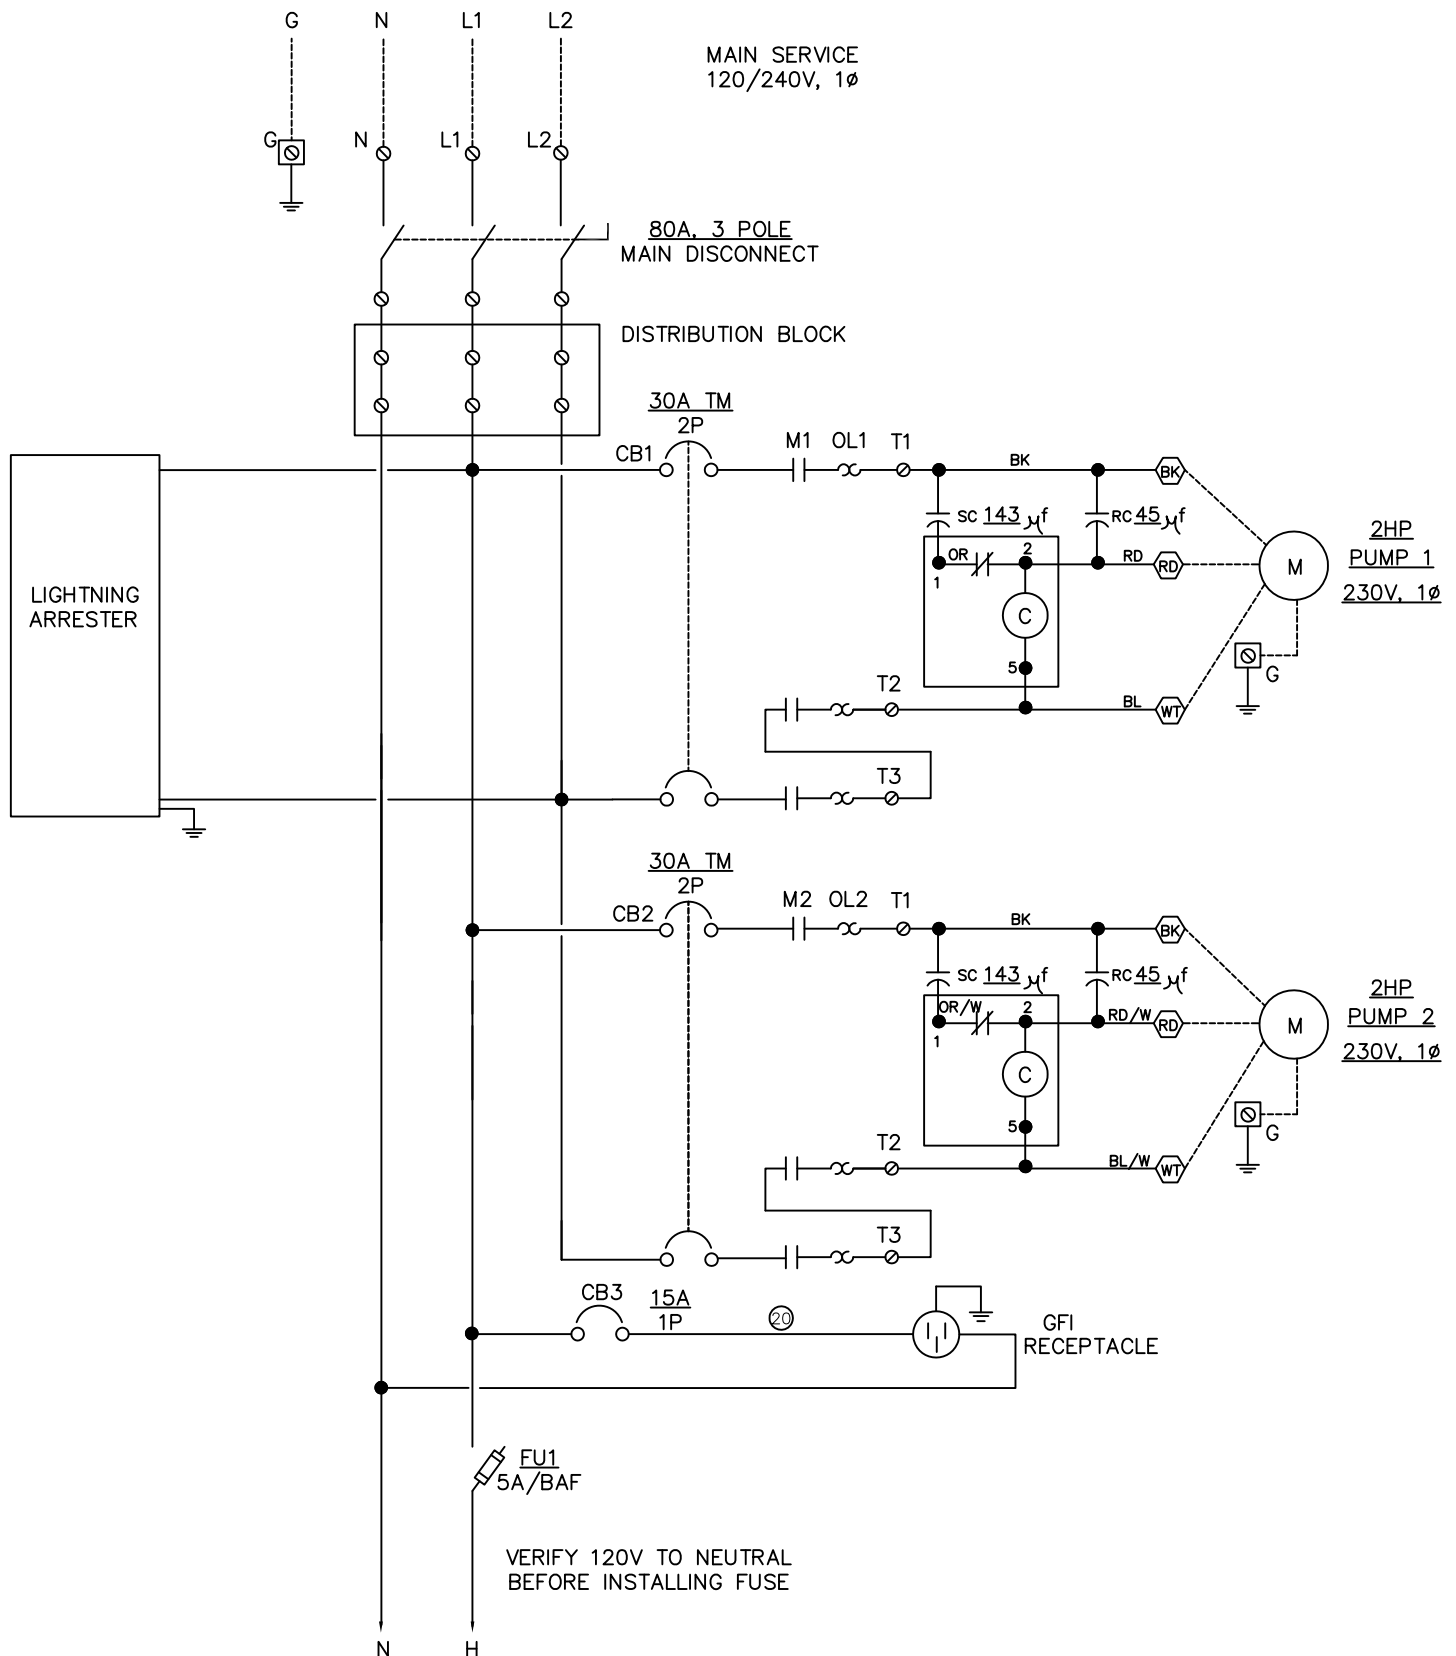 G N L1 L2
MAIN SERVICE
120/240V, 1ø
G N L1 L2
80A, 3 POLE
MAIN DISCONNECT
DISTRIBUTION BLOCK
30A TM
2P
CB1 M1 OL1 T1
BK
BK
SC 143 μf
RC 45 μf
OR
1
2
RD
RD
C
5
M
2HP
PUMP 1
230V, 1ø
G
LIGHTNING
ARRESTER
T2
BL
WT
T3
30A TM
2P
CB2 M2 OL2 T1
BK
BK
SC 143 μf
RC 45 μf
OR/W
1
2
RD/W
RD
C
5
M
2HP
PUMP 2
230V, 1ø
G
T2
BL/W
WT
T3
CB3
15A
1P
20
GFI
RECEPTACLE
FU1
5A/BAF
VERIFY 120V TO NEUTRAL
BEFORE INSTALLING FUSE
N H